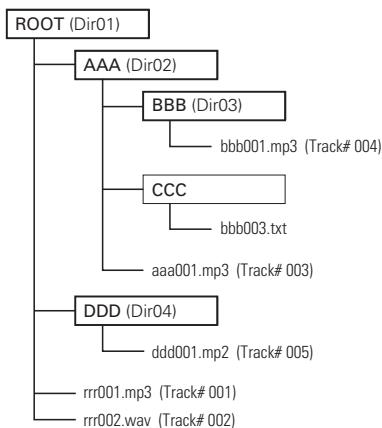 ROOT (Dir01)
AAA (Dir02)
BBB (Dir03)
bbb001.mp3 (Track# 004)
CCC
bbb003.txt
aaa001.mp3 (Track# 003)
DDD (Dir04)
ddd001.mp2 (Track# 005)
rrr001.mp3 (Track# 001)
rrr002.wav (Track# 002)